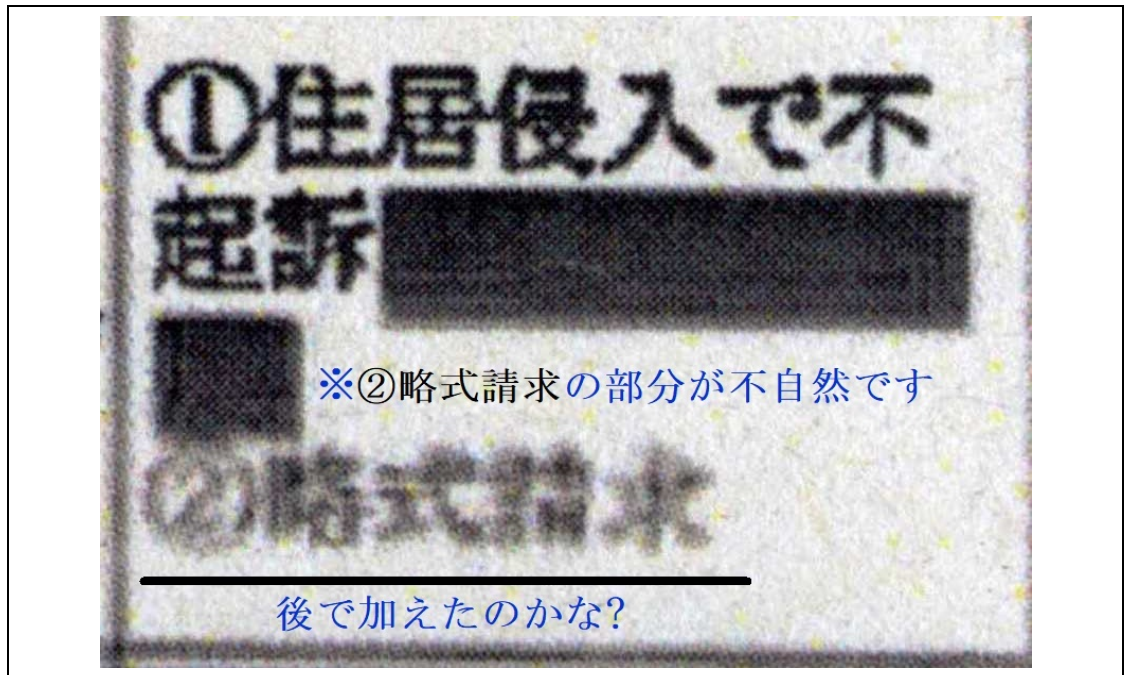 ①住居侵入で不
起訴
※②略式請求の部分が不自然です
②略式請求
後で加えたのかな?